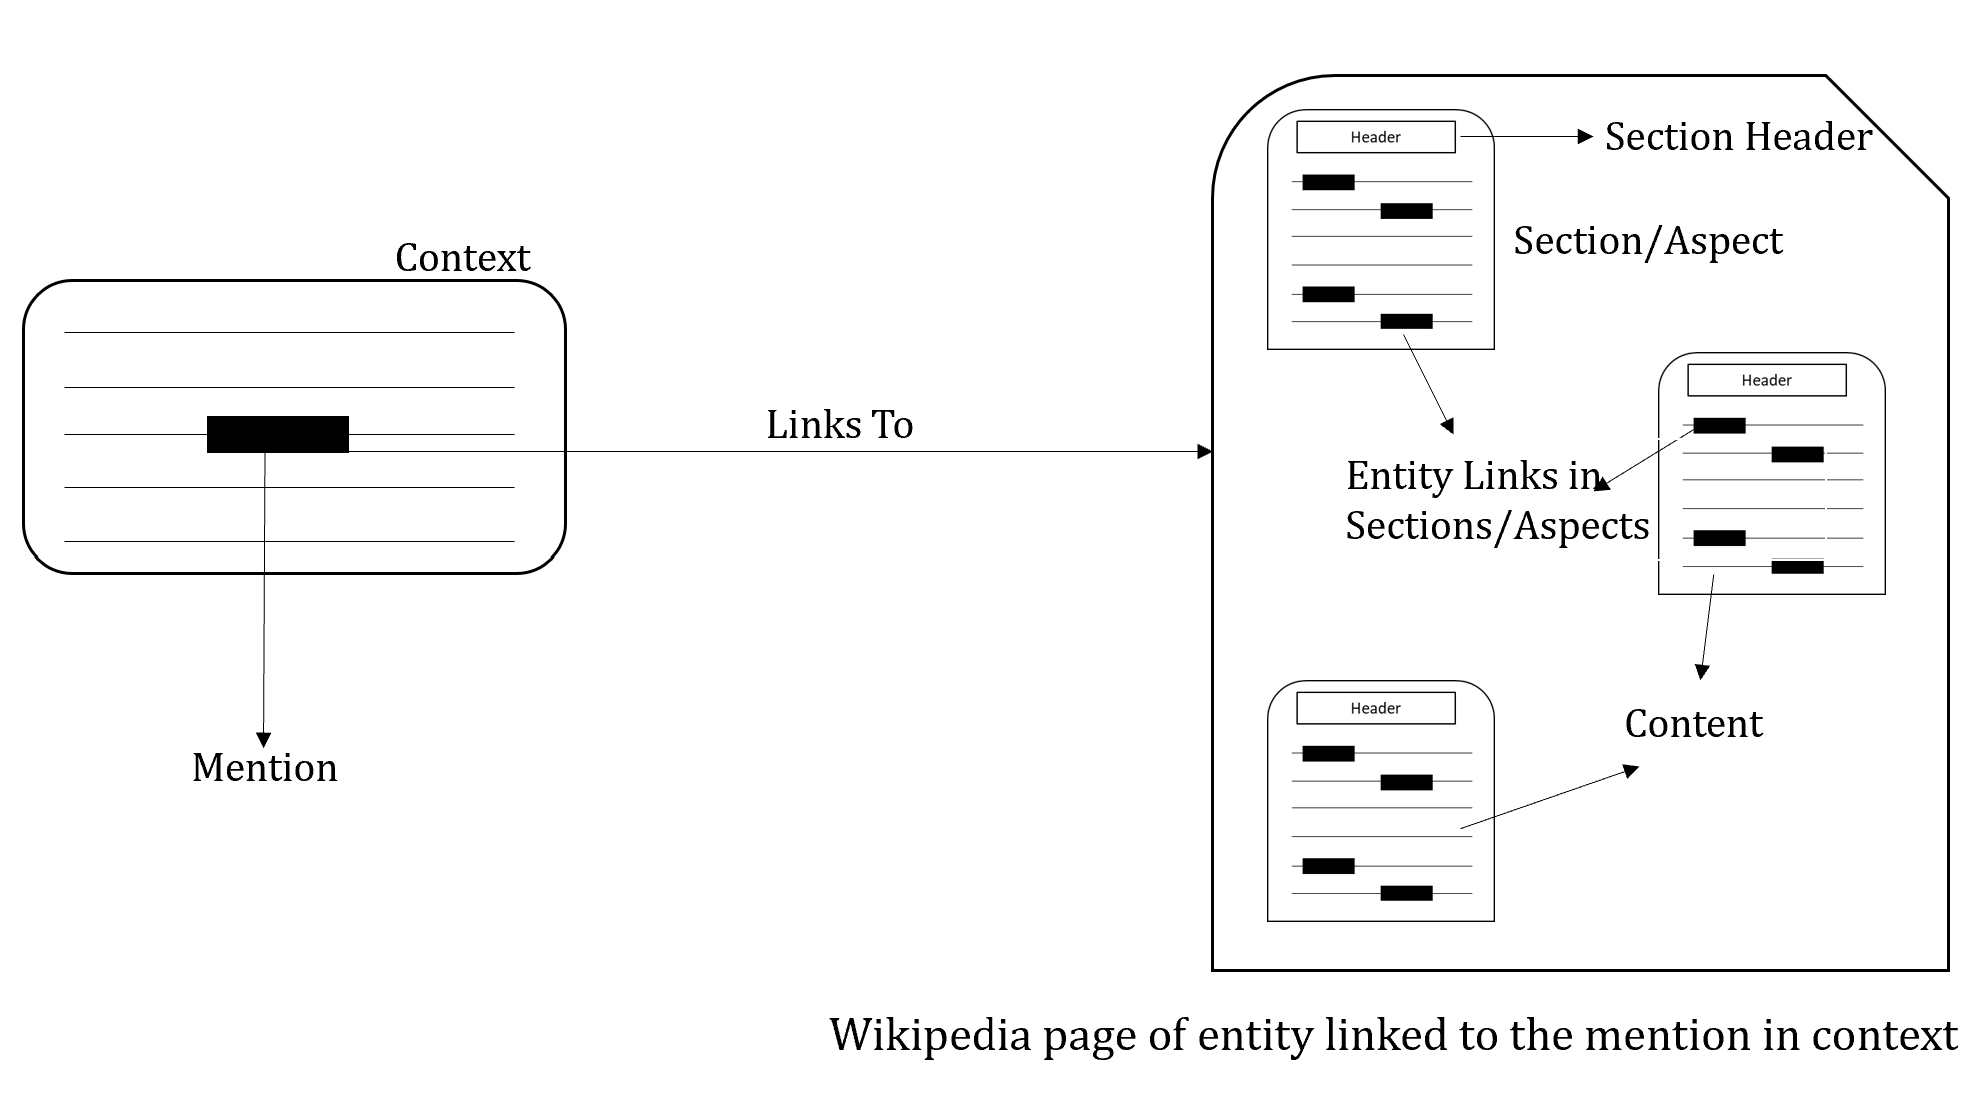 Context
Mention
Links To
Header
Section Header
Section/Aspect
Header
Entity Links in
Sections/Aspects
Header
Content
Wikipedia page of entity linked to the mention in context